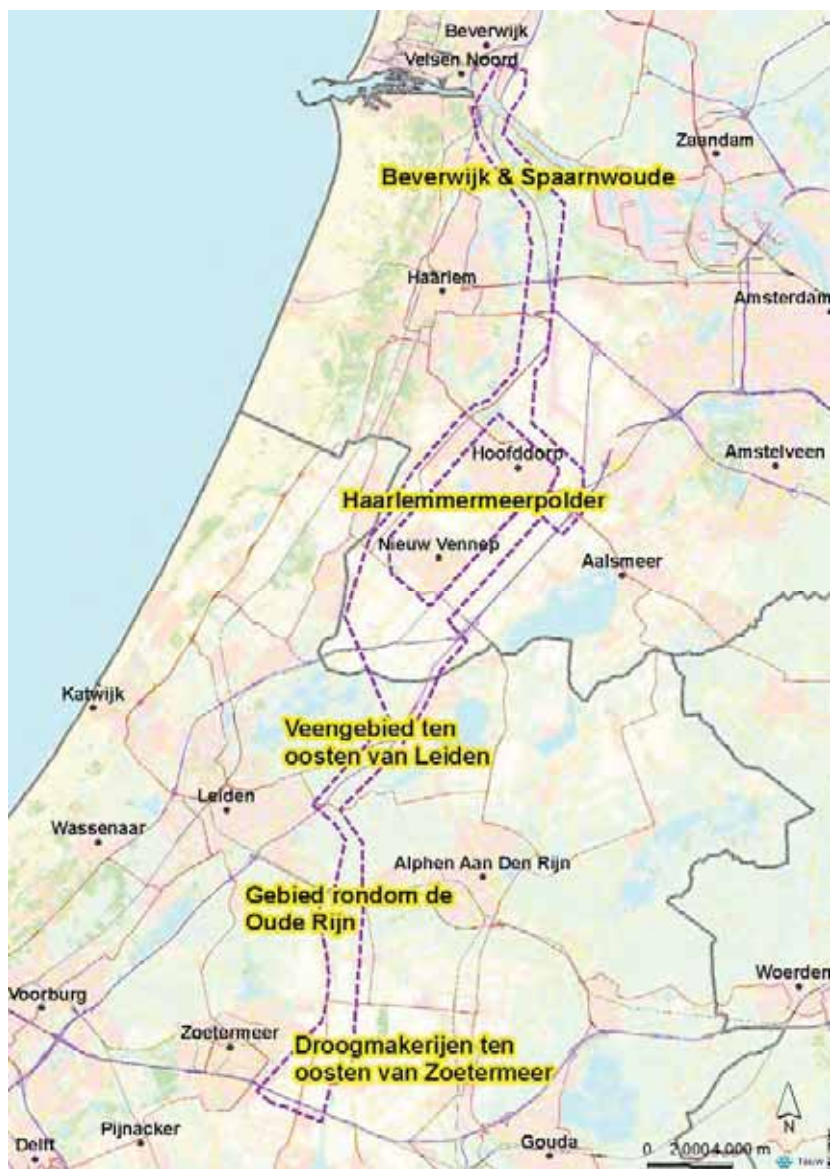 Beverwijk
Velsen Noord
Zaandam
Beverwijk & Spaarnwoude
Haarlem
Amsterdam
Hoofddorp
Amstelveen
Haarlemmermeerpolder
Nieuw Vennep
Aalsmeer
Katwijk
Veengebied ten
oosten van Leiden
Leiden
Wassenaar
Alphen Aan Den Rijn
Gebied rondom de
Oude Rijn
Woerden
Voorburg
Zoetermeer
Droogmakerijen ten
oosten van Zoetermeer
N
Pijnacker
Delft
Gouda
0 2.000 4.000 m
Tauw